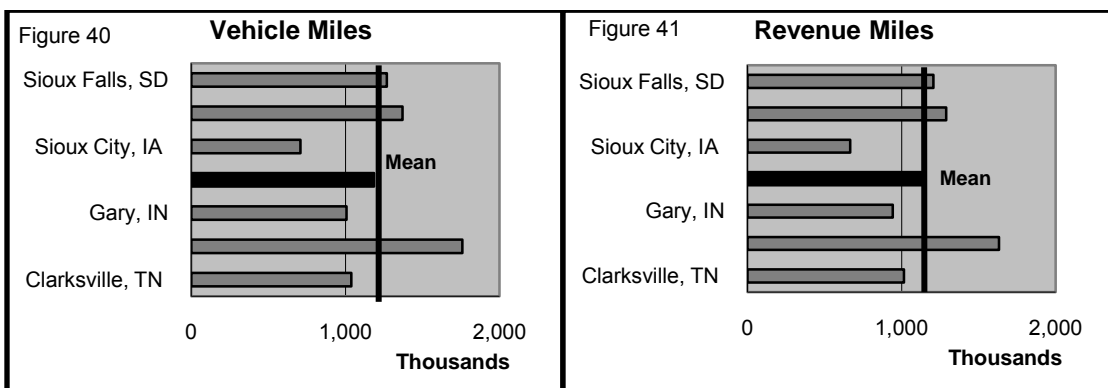 Figure 40
Vehicle Miles
Sioux Falls, SD
Sioux City, IA
Mean
Gary, IN
Clarksville, TN
0 1,000 2,000
Thousands
Figure 41
Revenue Miles
Sioux Falls, SD
Sioux City, IA
Mean
Gary, IN
Clarksville, TN
0 1,000 2,000
Thousands